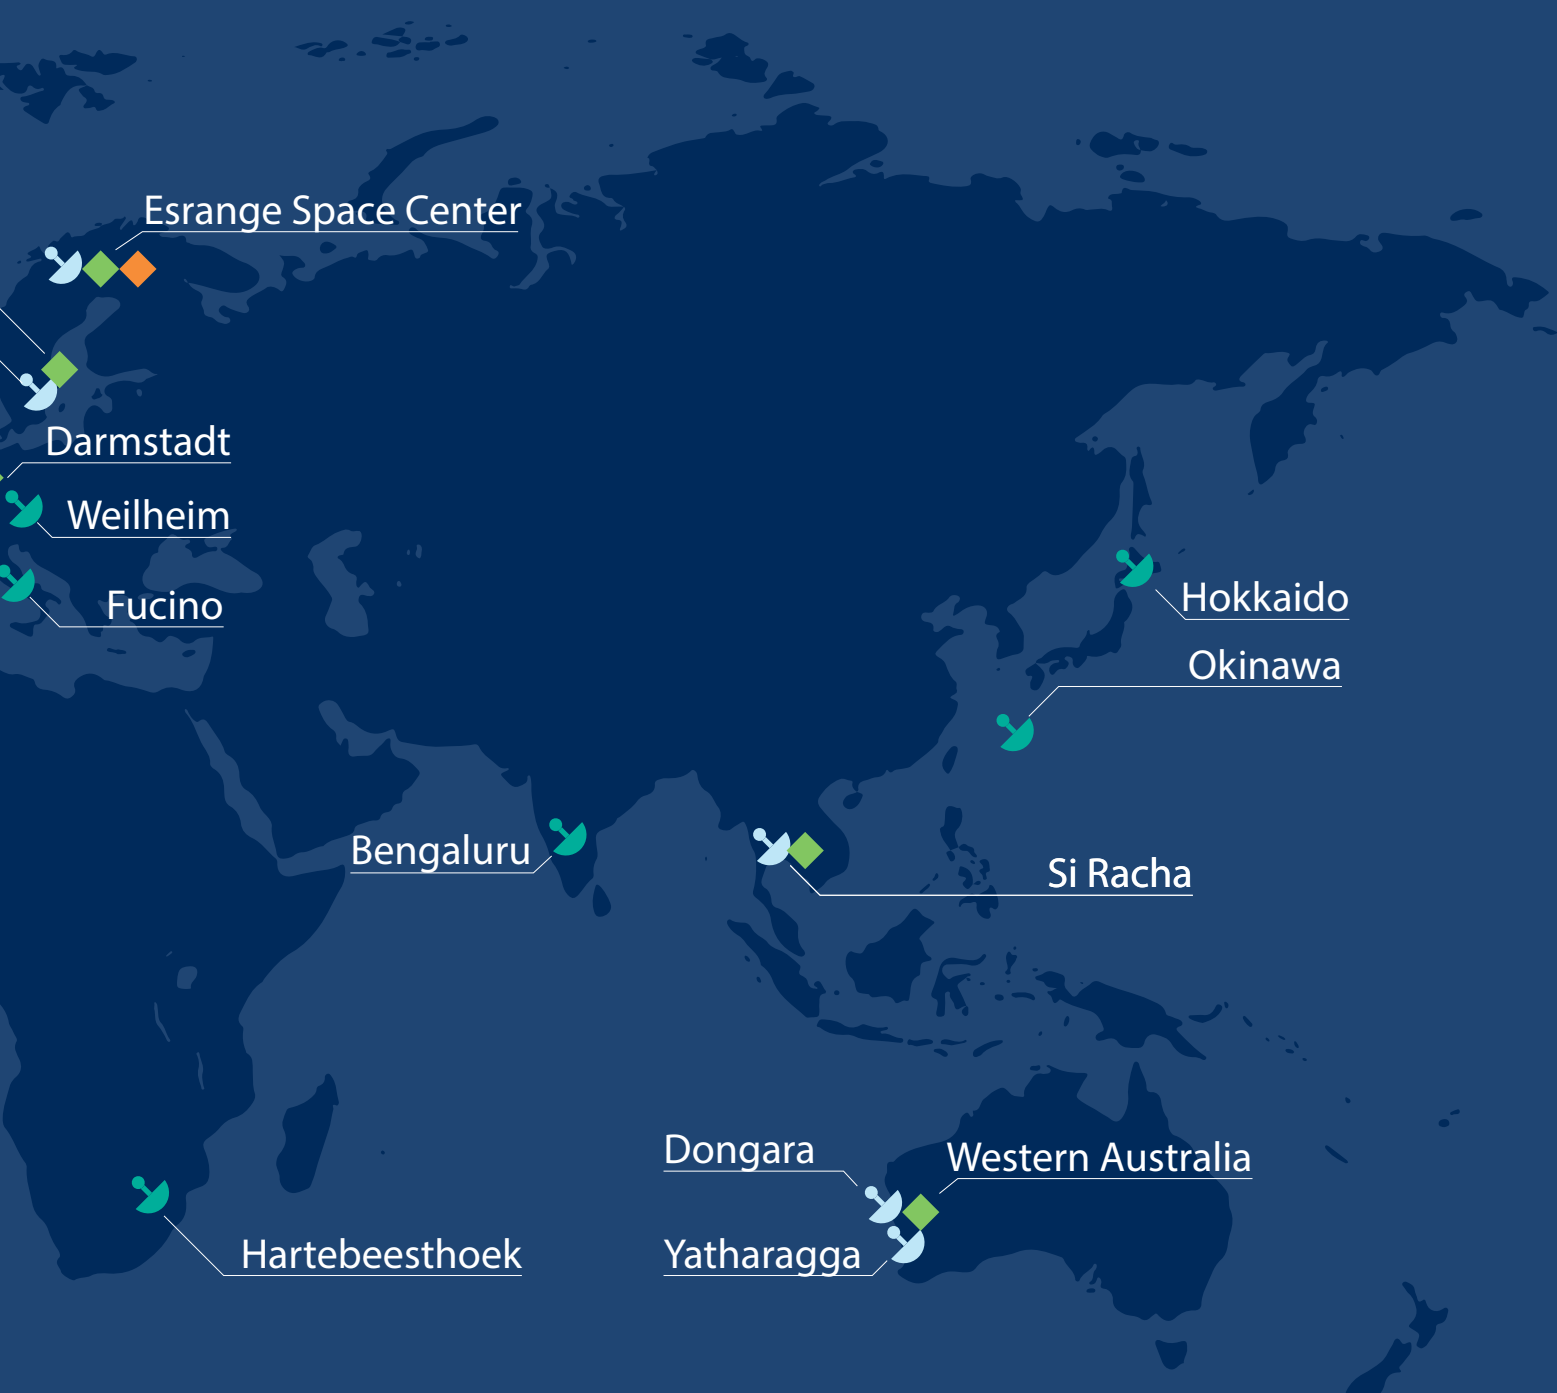 Esrange Space Center
Darmstadt
Weilheim
Fucino
Hokkaido
Okinawa
Bengaluru
Si Racha
Dongara
Western Australia
Yatharagga
Hartebeesthoek